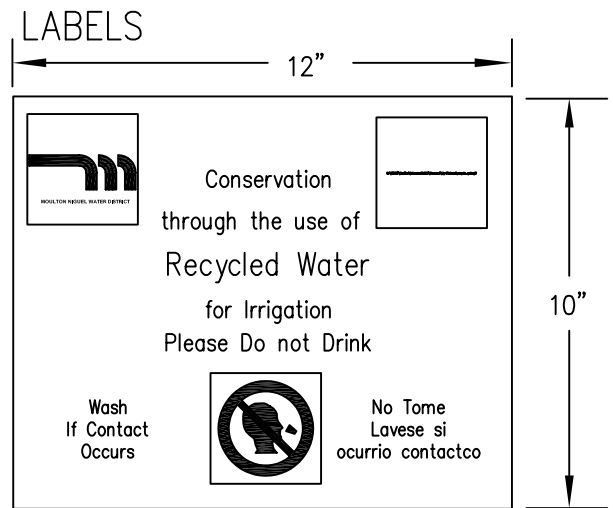 LABELS
12”
MOULTON NIGUEL WATER DISTRICT
Conservation
through the use of
Recycled Water
for Irrigation
Please Do not Drink
10”
Wash
If Contact
Occurs
No Tome
Lavese si
ocurrio contactco